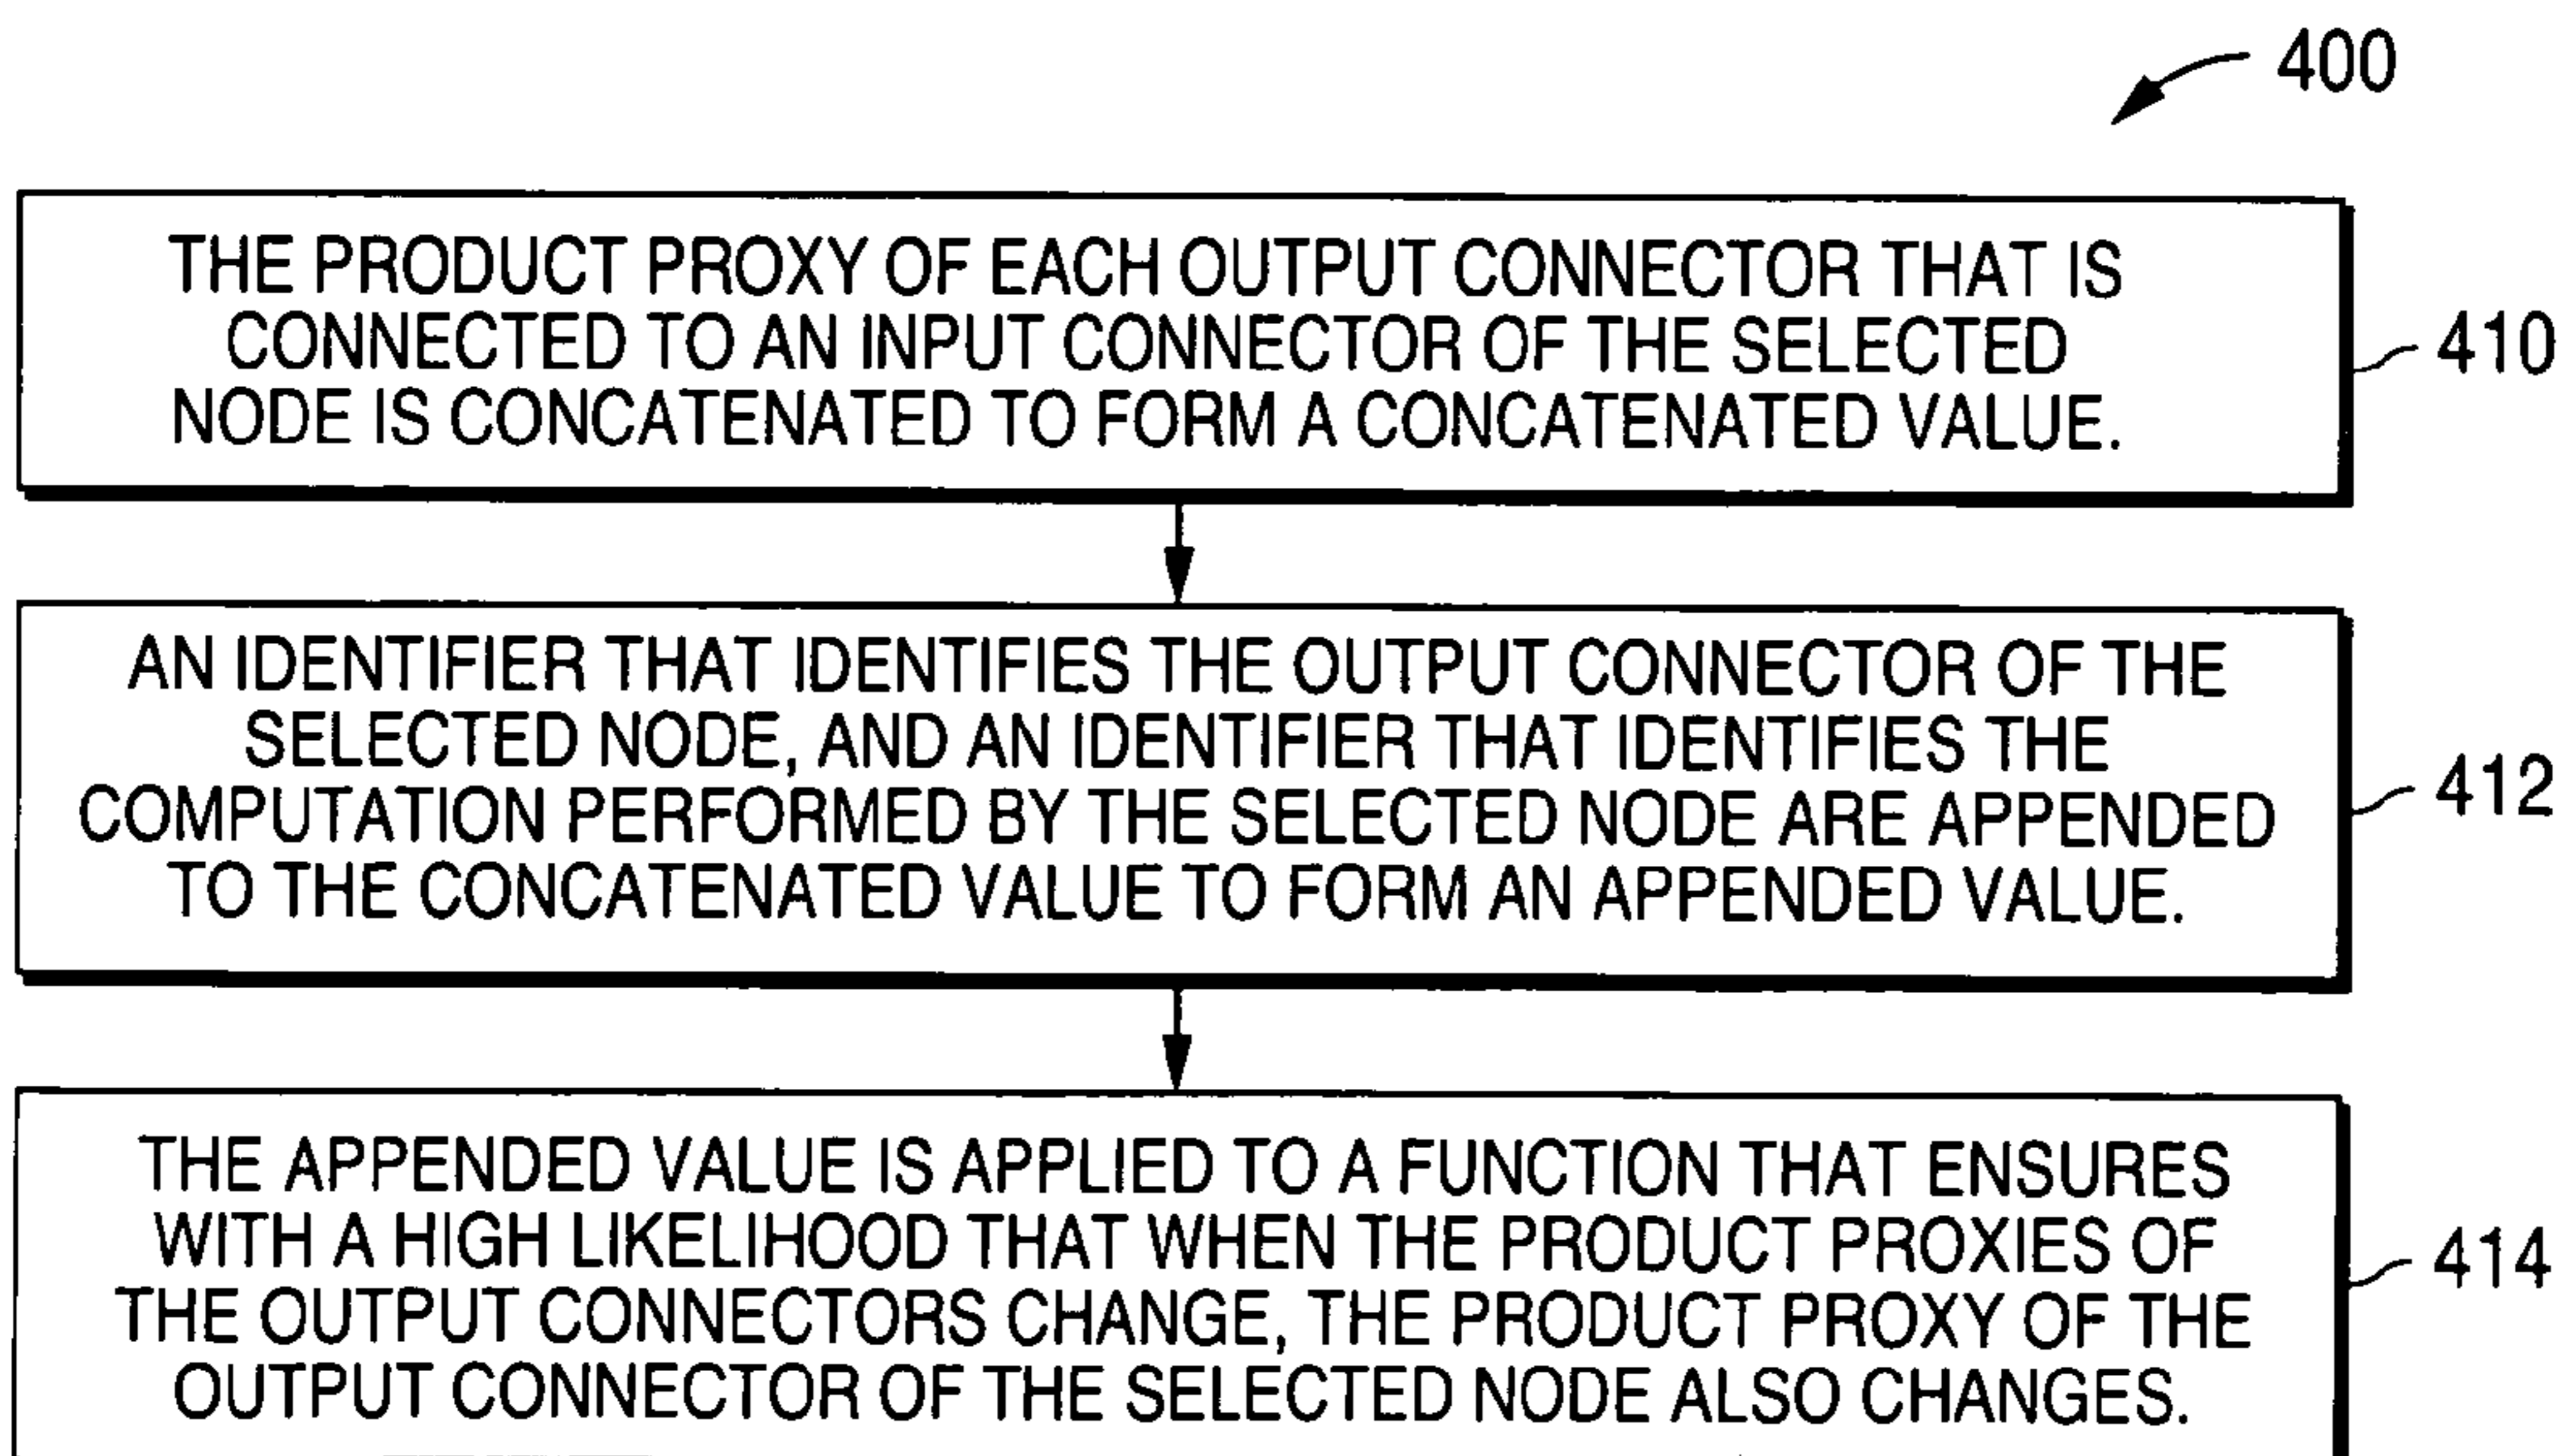 400
THE PRODUCT PROXY OF EACH OUTPUT CONNECTOR THAT IS
CONNECTED TO AN INPUT CONNECTOR OF THE SELECTED
NODE IS CONCATENATED TO FORM A CONCATENATED VALUE.
410
AN IDENTIFIER THAT IDENTIFIES THE OUTPUT CONNECTOR OF THE
SELECTED NODE, AND AN IDENTIFIER THAT IDENTIFIES THE
COMPUTATION PERFORMED BY THE SELECTED NODE ARE APPENDED
TO THE CONCATENATED VALUE TO FORM AN APPENDED VALUE.
412
THE APPENDED VALUE IS APPLIED TO A FUNCTION THAT ENSURES
WITH A HIGH LIKELIHOOD THAT WHEN THE PRODUCT PROXIES OF
THE OUTPUT CONNECTORS CHANGE, THE PRODUCT PROXY OF THE
OUTPUT CONNECTOR OF THE SELECTED NODE ALSO CHANGES.
414